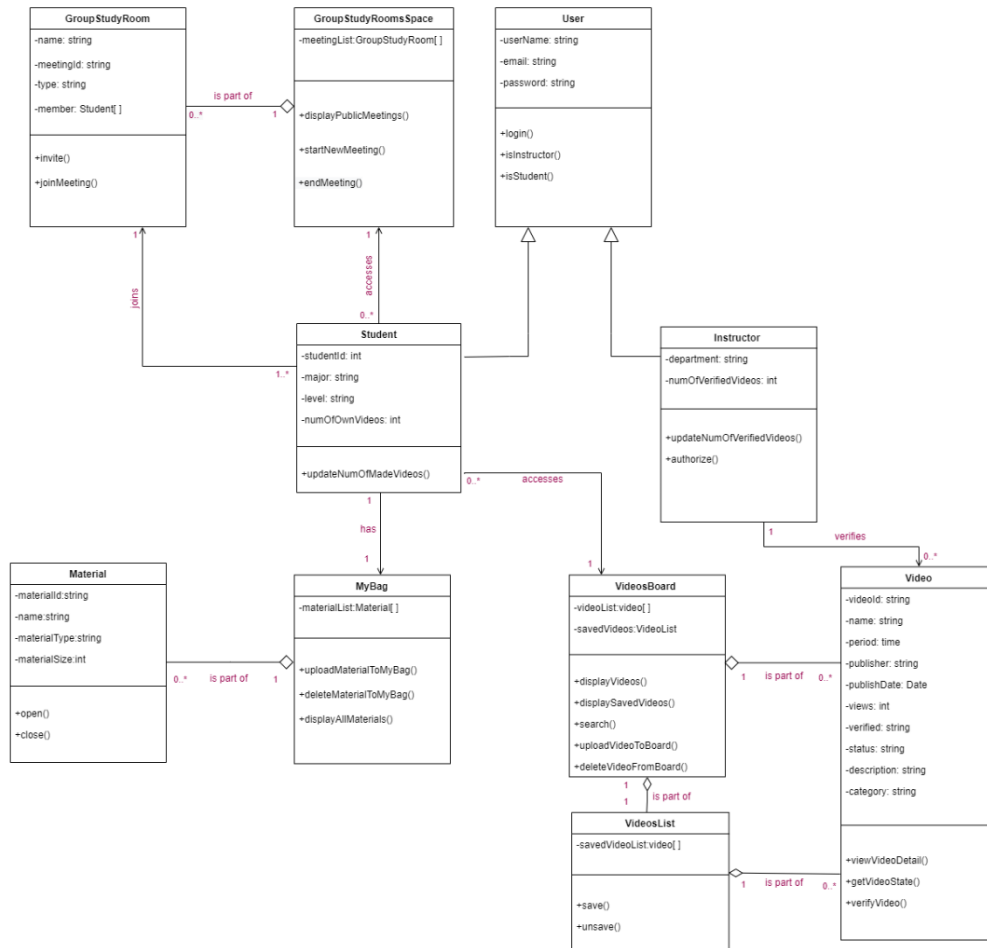 GroupStudyRoom
-name: string
-meetingId: string
-type: string
-member: Student[ ]
+invite()
+joinMeeting()
is part of
0..*
1
GroupStudyRoomsSpace
-meetingList:GroupStudyRoom[ ]
+displayPublicMeetings()
+startNewMeeting()
+endMeeting()
User
-userName: string
-email: string
-password: string
+login()
+isInstructor()
+isStudent()
1
joins
1..*
1
accesses
0..*
Student
-studentId: int
-major: string
-level: string
-numOfOwnVideos: int
+updateNumOfMadeVideos()
Instructor
-department: string
-numOfVerifiedVideos: int
+updateNumOfVerifiedVideos()
+authorize()
0..*
accesses
1
1
has
1
1
verifies
0..*
Material
-materialId:string
-name:string
-materialType:string
-materialSize:int
+open()
+close()
0..*
is part of
1
MyBag
-materialList:Material[ ]
+uploadMaterialToMyBag()
+deleteMaterialToMyBag()
+displayAllMaterials()
VideosBoard
-videoList:video[ ]
-savedVideos:VideoList
+displayVideos()
+displaySavedVideos()
+search()
+uploadVideoToBoard()
+deleteVideoFromBoard()
1
is part of
0..*
Video
-videoId: string
-name: string
-period: time
-publisher: string
-publishDate: Date
-views: int
-verified: string
-status: string
-description: string
-category: string
+viewVideoDetail()
+getVideoState()
+verifyVideo()
1
is part of
1
VideosList
-savedVideoList:video[ ]
+save()
+unsave()
1
is part of
0..*